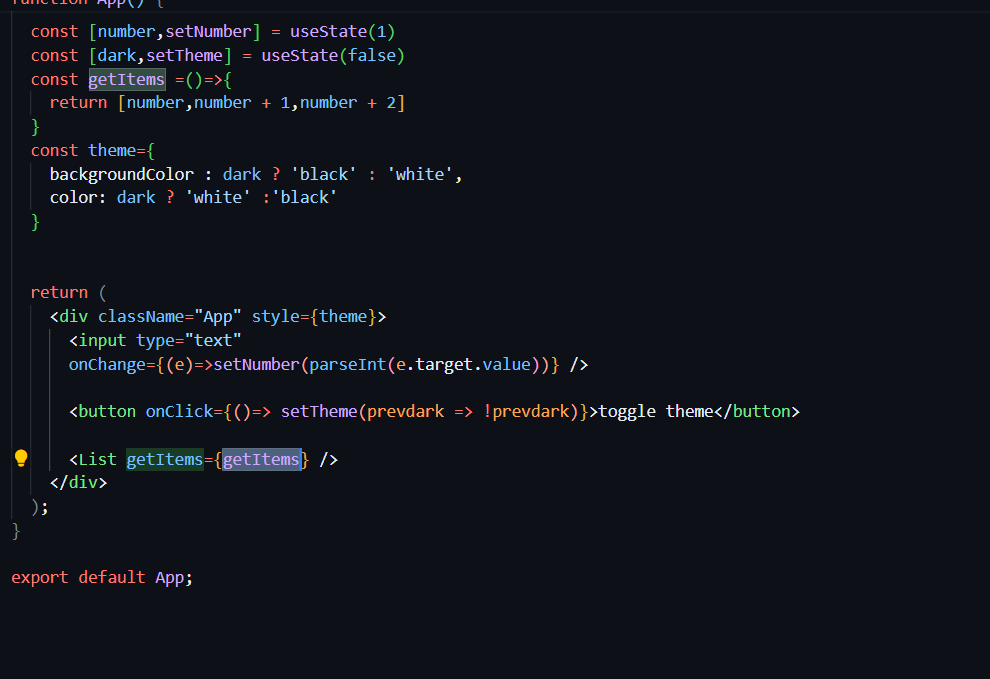 function App() {
const [number,setNumber] = useState(1)
const [dark,setTheme] = useState(false)
const getItems =()=>{
return [number,number + 1,number + 2]
}
const theme={
backgroundColor : dark ? 'black' : 'white',
color: dark ? 'white' :'black'
}
return (
<div className="App" style={theme}>
<input type="text"
onChange={(e)=>setNumber(parseInt(e.target.value))} />
<button onClick={()=> setTheme(prevdark => !prevdark)}>toggle theme</button>
<List getItems={getItems} />
</div>
);
}
export default App;